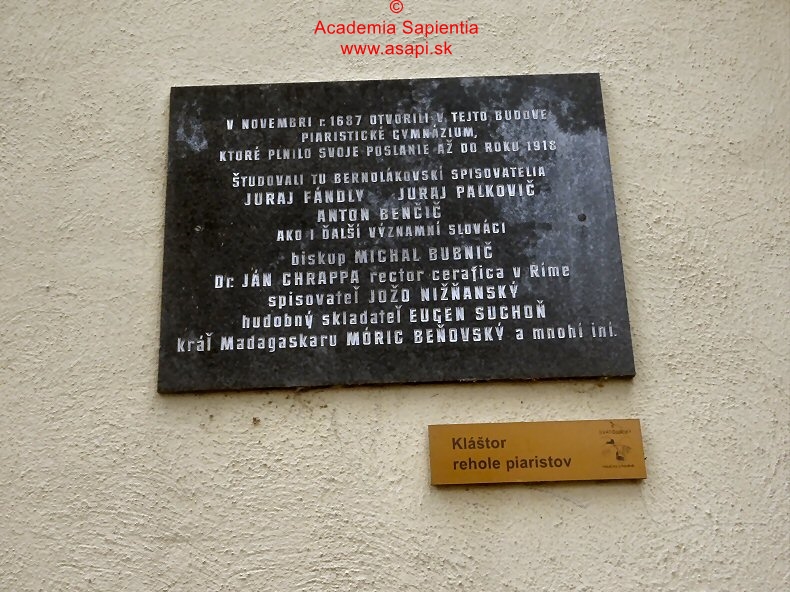 ©
Academia Sapientia
www.asapi.sk
V NOVEMBRI r. 1687 OTVORILI V TEJTO BUDOVE
PIARISTICKÉ GYMNÁZIUM,
KTORÉ PLNILO SVOJE POSLANIE AŽ DO ROKU 1918
ŠTUDOVALI TU BERNOLÁKOVSKÍ SPISOVATELIA
JURAJ FÁNDLY JURAJ PALKOVIČ
ANTON BENČIČ
AKO I ĎALŠÍ VÝZNAMNÍ SLOVÁCI
biskup MICHAL BUBNIČ
Dr. JÁN CHRAPPA rector cerafica v Ríme
spisovateľ JOŽO NIŽŇANSKÝ
hudobný skladateľ EUGEN SUCHOŇ
kráľ Madagaskaru MÓRIC BEŇOVSKÝ a mnohí iní.
Kláštor
rehole piaristov